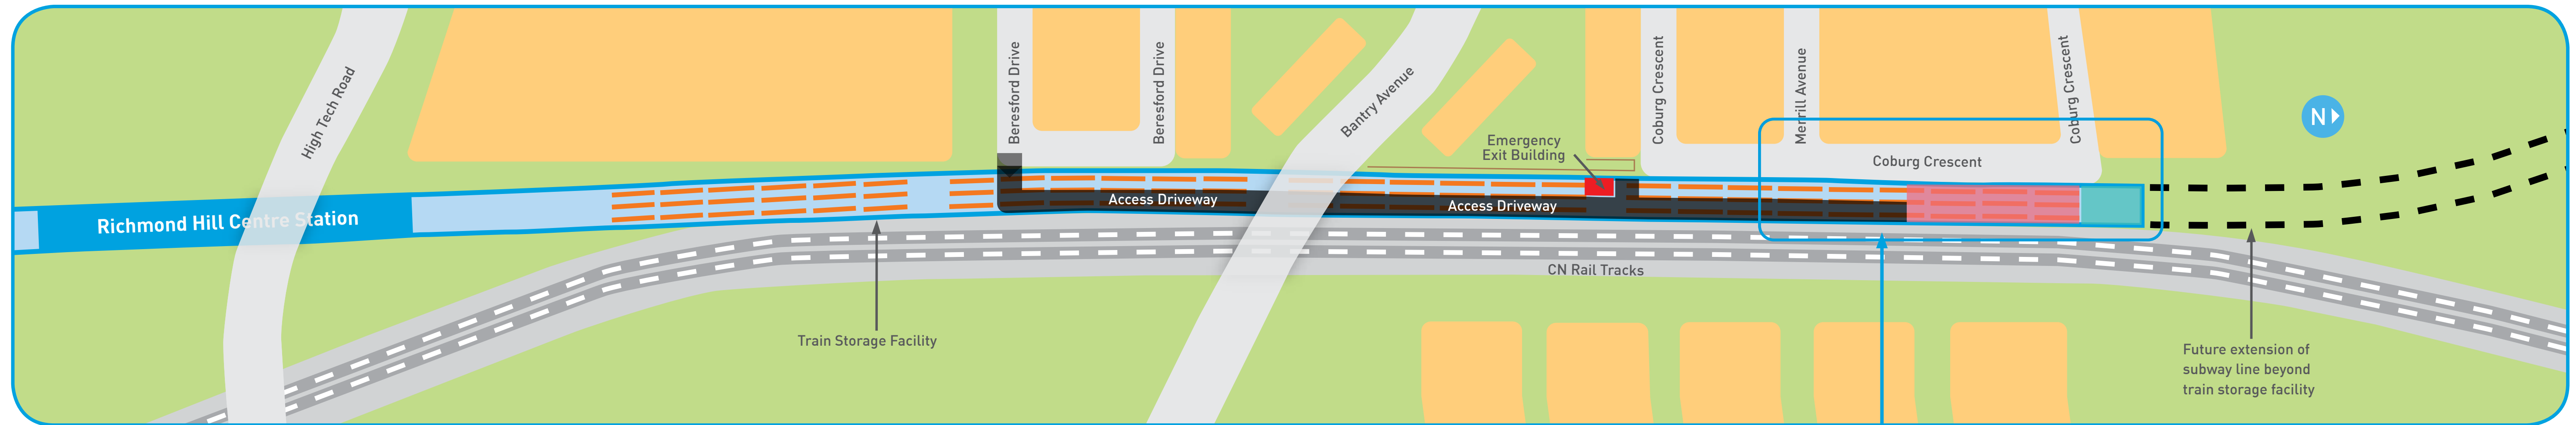 High Tech Road
Richmond Hill Centre Station
Train Storage Facility
Beresford Drive
Beresford Drive
Access Driveway
Bantry Avenue
Access Driveway
Emergency
Exit Building
CN Rail Tracks
Coburg Crescent
Merrill Avenue
Coburg Crescent
Coburg Crescent
N
Future extension of
subway line beyond
train storage facility